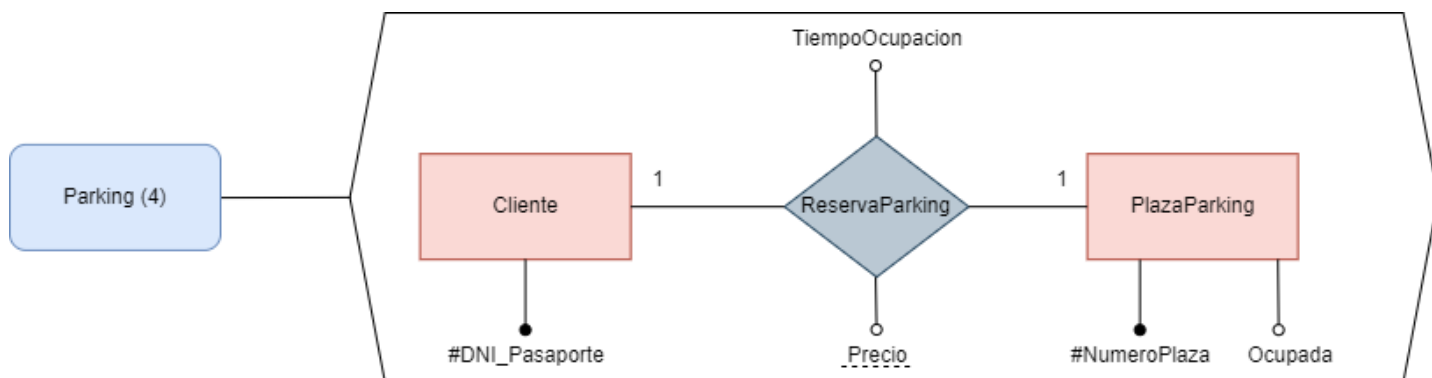 TiempoOcupacion
Parking (4)
Cliente
1
ReservaParking
1
PlazaParking
#DNI_Pasaporte
Precio
#NumeroPlaza
Ocupada